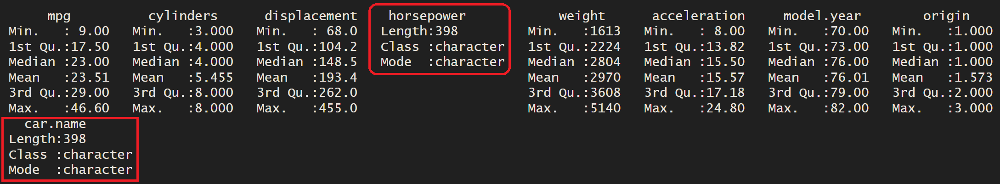 mpg cylinders displacement horsepower weight acceleration model.year origin
Min.   : 9.00 Min.   :3.000 Min.   : 68.0 Length:398 Min.   :1613 Min.   : 8.00 Min.   :70.00 Min.   :1.000
1st Qu.:17.50 1st Qu.:4.000 1st Qu.:104.2 Class :character 1st Qu.:2224 1st Qu.:13.82 1st Qu.:73.00 1st Qu.:1.000
Median :23.00 Median :4.000 Median :148.5 Mode  :character Median :2804 Median :15.50 Median :76.00 Median :1.000
Mean   :23.51 Mean   :5.455 Mean   :193.4 Mean   :2970 Mean   :15.57 Mean   :76.01 Mean   :1.573
3rd Qu.:29.00 3rd Qu.:8.000 3rd Qu.:262.0 3rd Qu.:3608 3rd Qu.:17.18 3rd Qu.:79.00 3rd Qu.:2.000
Max.   :46.60 Max.   :8.000 Max.   :455.0 Max.   :5140 Max.   :24.80 Max.   :82.00 Max.   :3.000
car.name
Length:398
Class :character
Mode  :character